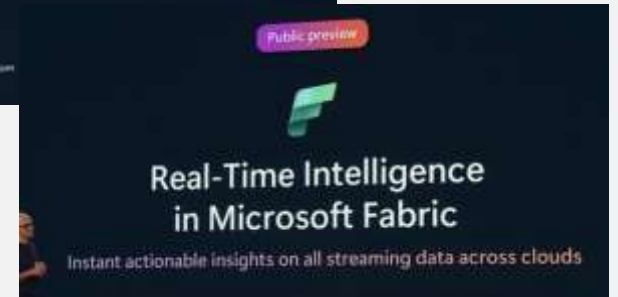 Public preview
Real-Time Intelligence
in Microsoft Fabric
Instant actionable insights on all streaming data across clouds